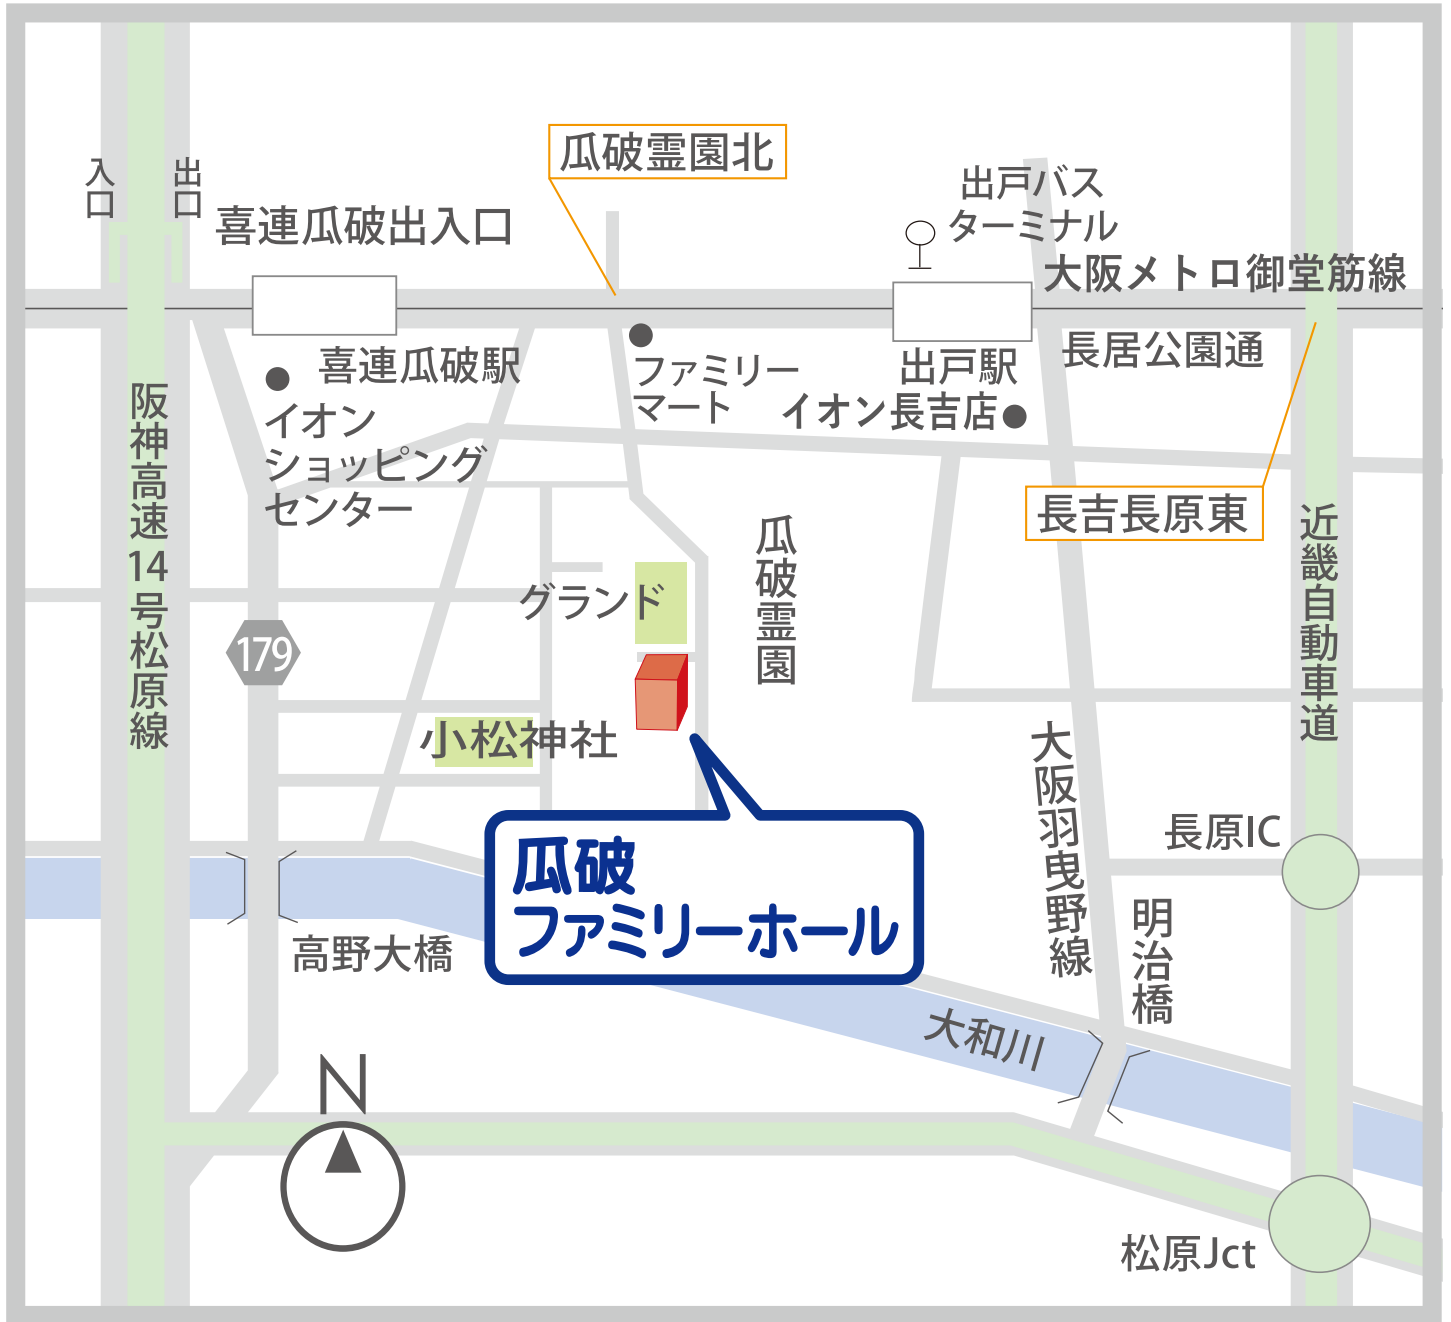 瓜破霊園北
入口
出口
喜連瓜破出入口
出戸バス
ターミナル
大阪メトロ御堂筋線
喜連瓜破駅
ファミリー
マート
出戸駅
長居公園通
イオン
ショッピング
センター
イオン長吉店
阪神高速14号松原線
長吉長原東
瓜破霊園
近畿自動車道
グランド
179
小松神社
大阪羽曳野線
長原IC
瓜破
ファミリーホール
明治橋
高野大橋
大和川
N
松原Jct